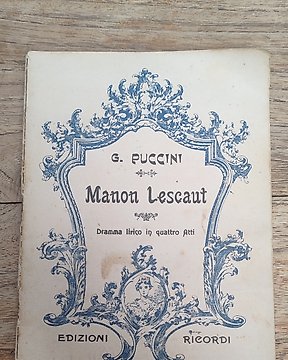 G. PUCCINI
Manon Lescaut
Dramma lirico in quattro Atti
EDIZIONI RICORDI